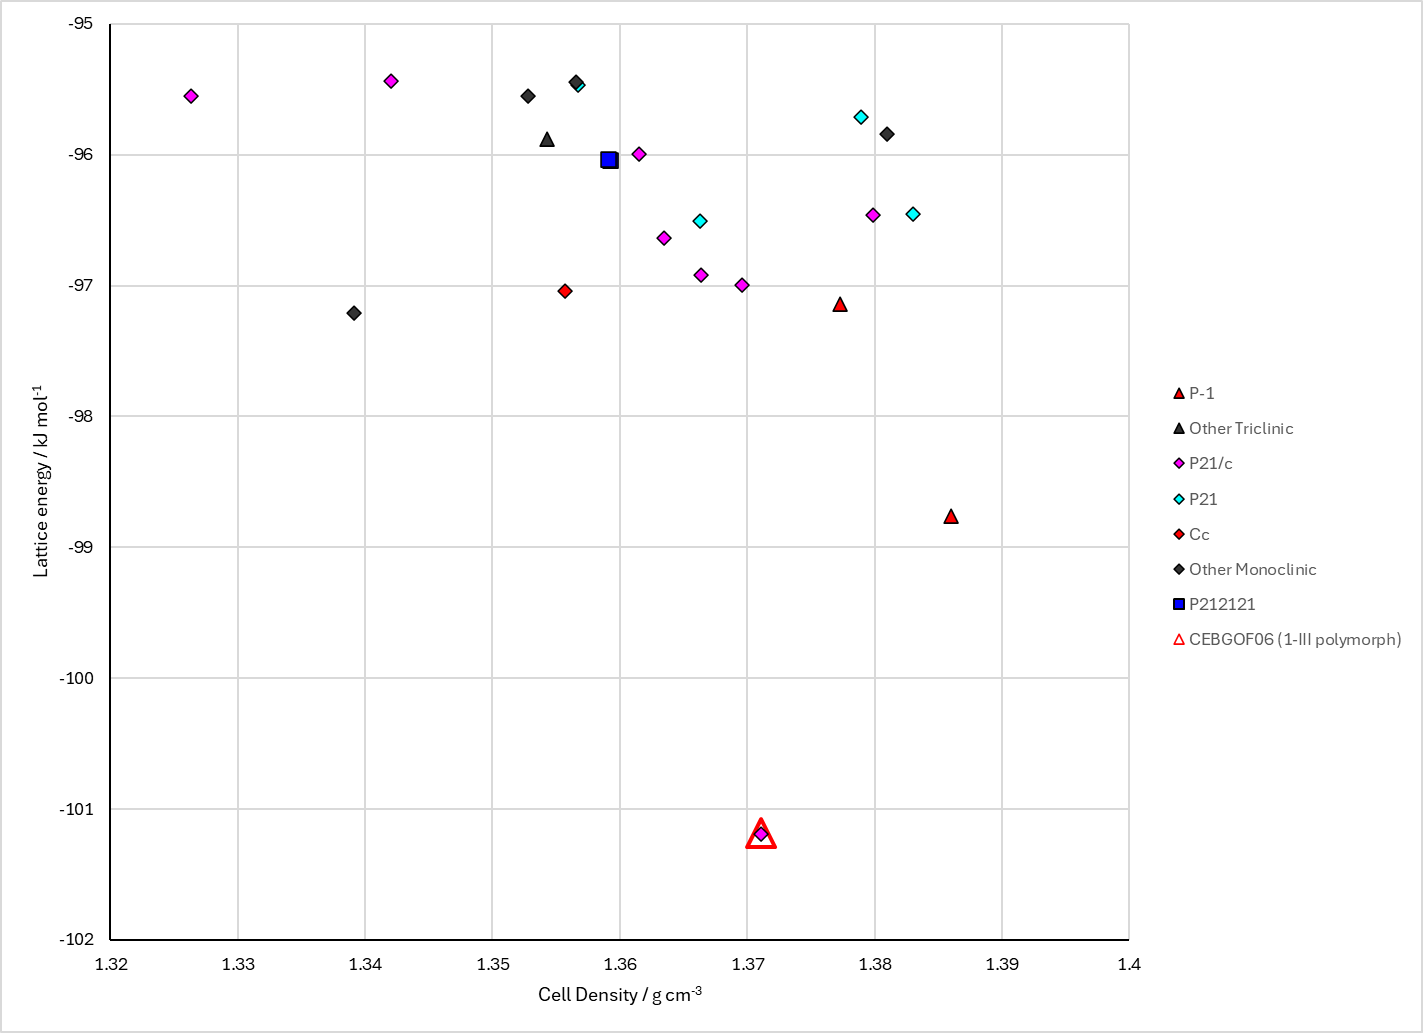 -95
-96
-97
-98
-99
-100
-101
-102
Lattice energy / kJ mol⁻¹
1.32 1.33 1.34 1.35 1.36 1.37 1.38 1.39 1.4
Cell Density / g cm⁻³
P-1
Other Triclinic
P21/c
P21
Cc
Other Monoclinic
P212121
CEBGOF06 (1-III polymorph)